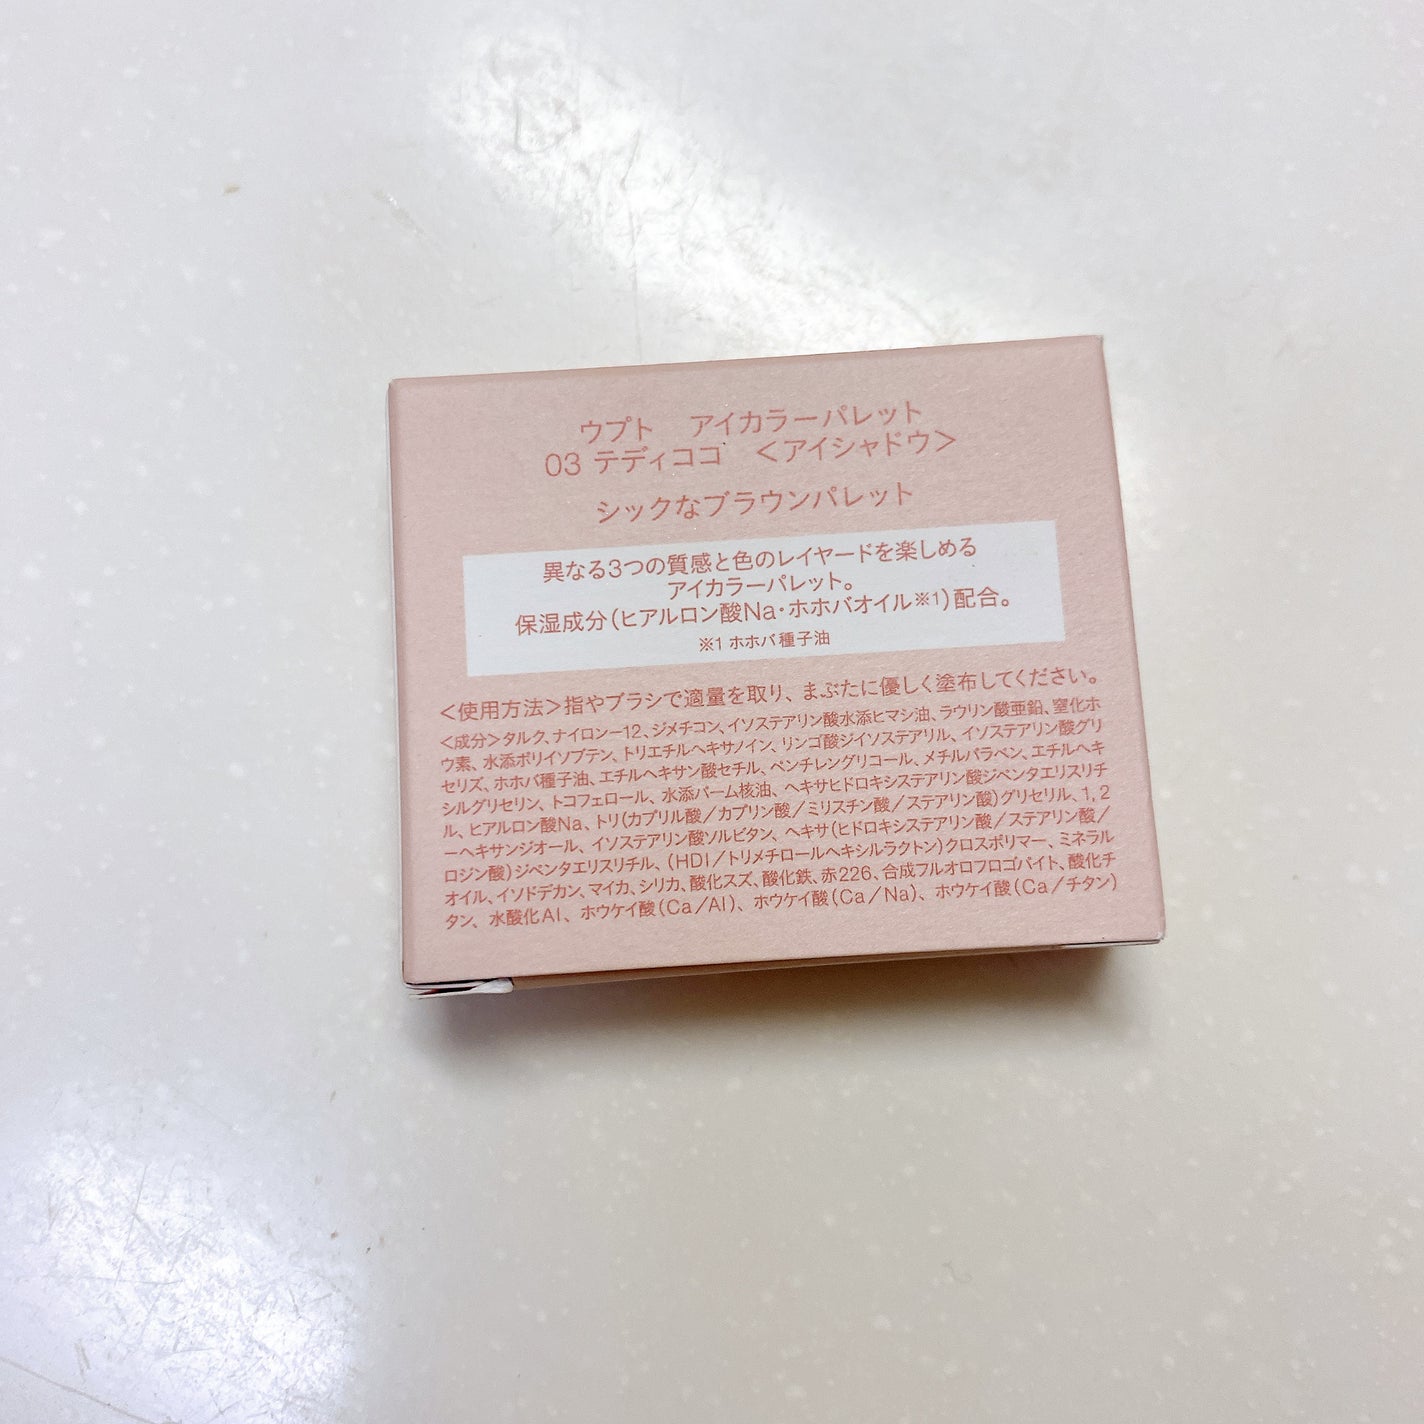 ウプト　アイカラーパレット
03 テディココ　＜アイシャドウ＞
シックなブラウンパレット
異なる3つの質感と色のレイヤードを楽しめる
アイカラーパレット。
保湿成分(ヒアルロン酸Na・ホホバオイル※1)配合。
※1 ホホバ種子油
＜使用方法＞指やブラシで適量を取り、まぶたに優しく塗布してください。
＜成分＞タルク、ナイロン－12、ジメチコン、イソステアリン酸水添ヒマシ油、ラウリン酸亜鉛、窒化ホ
ウ素、水添ポリイソブテン、トリエチルヘキサノイン、リンゴ酸ジイソステアリル、イソステアリン酸グリ
セリズ、ホホバ種子油、エチルヘキサン酸セチル、ペンチレングリコール、メチルパラベン、エチルヘキ
シルグリセリン、トコフェロール、水添パーム核油、ヘキサヒドロキシステアリン酸ジペンタエリスリチ
ル、ヒアルロン酸Na、トリ(カプリル酸／カプリン酸／ミリスチン酸／ステアリン酸)グリセリル、1，2
－ヘキサンジオール、イソステアリン酸ソルビタン、ヘキサ(ヒドロキシステアリン酸／ステアリン酸／
ロジン酸)ジペンタエリスリチル、(HDI／トリメチロールヘキシルラクトン)クロスポリマー、ミネラル
オイル、イソドデカン、マイカ、シリカ、酸化スズ、酸化鉄、赤226、合成フルオロフロゴパイト、酸化チ
タン、水酸化Al、ホウケイ酸(Ca／Al)、ホウケイ酸(Ca／Na)、ホウケイ酸(Ca／チタン)